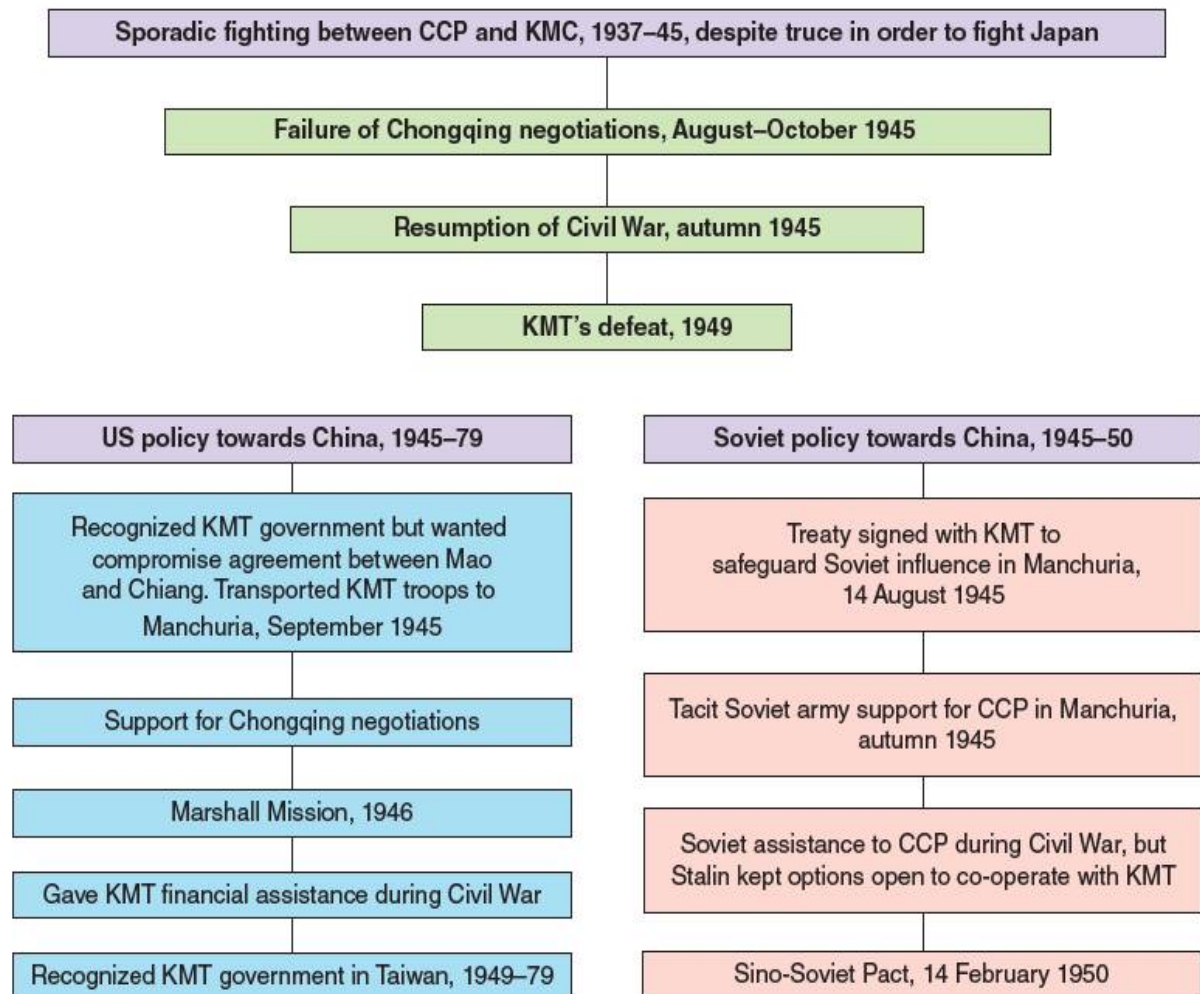 Sporadic fighting between CCP and KMC, 1937–45, despite truce in order to fight Japan
Failure of Chongqing negotiations, August–October 1945
Resumption of Civil War, autumn 1945
KMT's defeat, 1949
US policy towards China, 1945–79
Recognized KMT government but wanted
compromise agreement between Mao
and Chiang. Transported KMT troops to
Manchuria, September 1945
Support for Chongqing negotiations
Marshall Mission, 1946
Gave KMT financial assistance during Civil War
Recognized KMT government in Taiwan, 1949–79
Soviet policy towards China, 1945–50
Treaty signed with KMT to
safeguard Soviet influence in Manchuria,
14 August 1945
Tacit Soviet army support for CCP in Manchuria,
autumn 1945
Soviet assistance to CCP during Civil War, but
Stalin kept options open to co-operate with KMT
Sino-Soviet Pact, 14 February 1950